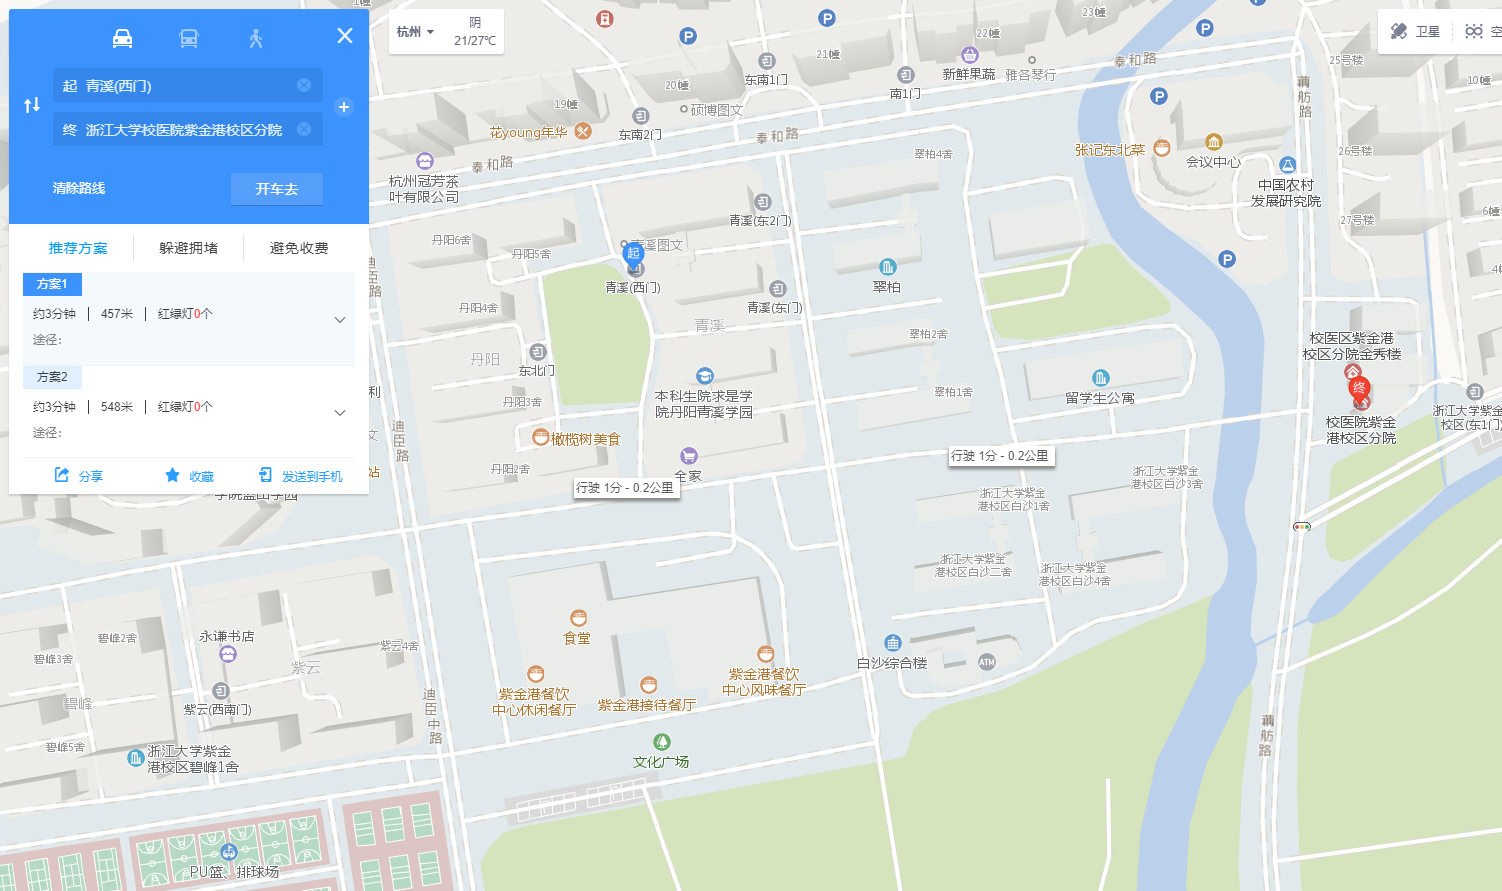 起 青溪(西门)
终 浙江大学校医院紫金港校区分院
清除路线
开车去
推荐方案
躲避拥堵
避免收费
方案1
约3分钟 | 457米 | 红绿灯0个
途径：
方案2
约3分钟 | 548米 | 红绿灯0个
途径：
分享
收藏
发送到手机
杭州
阴
21/27℃
卫星
1幢
19幢
20幢
21幢
22幢
23幢
东南1门
东南2门
南1门
硕博图文
花young年华
新鲜果蔬
雅各琴行
泰和路
泰和路
泰和路
杭州冠芳茶
叶有限公司
翠柏4舍
张记东北菜
会议中心
中国农村
发展研究院
藕舫路
25号楼
26号楼
27号楼
10幢
6幢
4幢
青溪(东2门)
青溪图文
起
青溪(西门)
青溪(东门)
青溪
丹阳6舍
丹阳5舍
丹阳4舍
丹阳
东北门
丹阳3舍
橄榄树美食
丹阳2舍
迪臣路
迪臣路
翠柏
翠柏2舍
翠柏1舍
本科生院求是学
院丹阳青溪学园
全家
行驶 1分 - 0.2公里
留学生公寓
行驶 1分 - 0.2公里
校医区紫金港
校区分院金秀楼
终
校医院紫金
港校区分院
浙江大学紫金
校区(东1门)
浙江大学紫金
港校区白沙3舍
浙江大学紫金
港校区白沙1舍
浙江大学紫金
港校区白沙二舍
浙江大学紫金
港校区白沙4舍
白沙综合楼
ATM
食堂
紫金港餐饮
中心休闲餐厅
紫金港接待餐厅
紫金港餐饮
中心风味餐厅
文化广场
迪臣中路
藕舫路
永谦书店
碧峰2舍
碧峰3舍
碧峰
碧峰5舍
紫云
紫云4舍
紫云(西南门)
浙江大学紫金
港校区碧峰1舍
PU篮、排球场